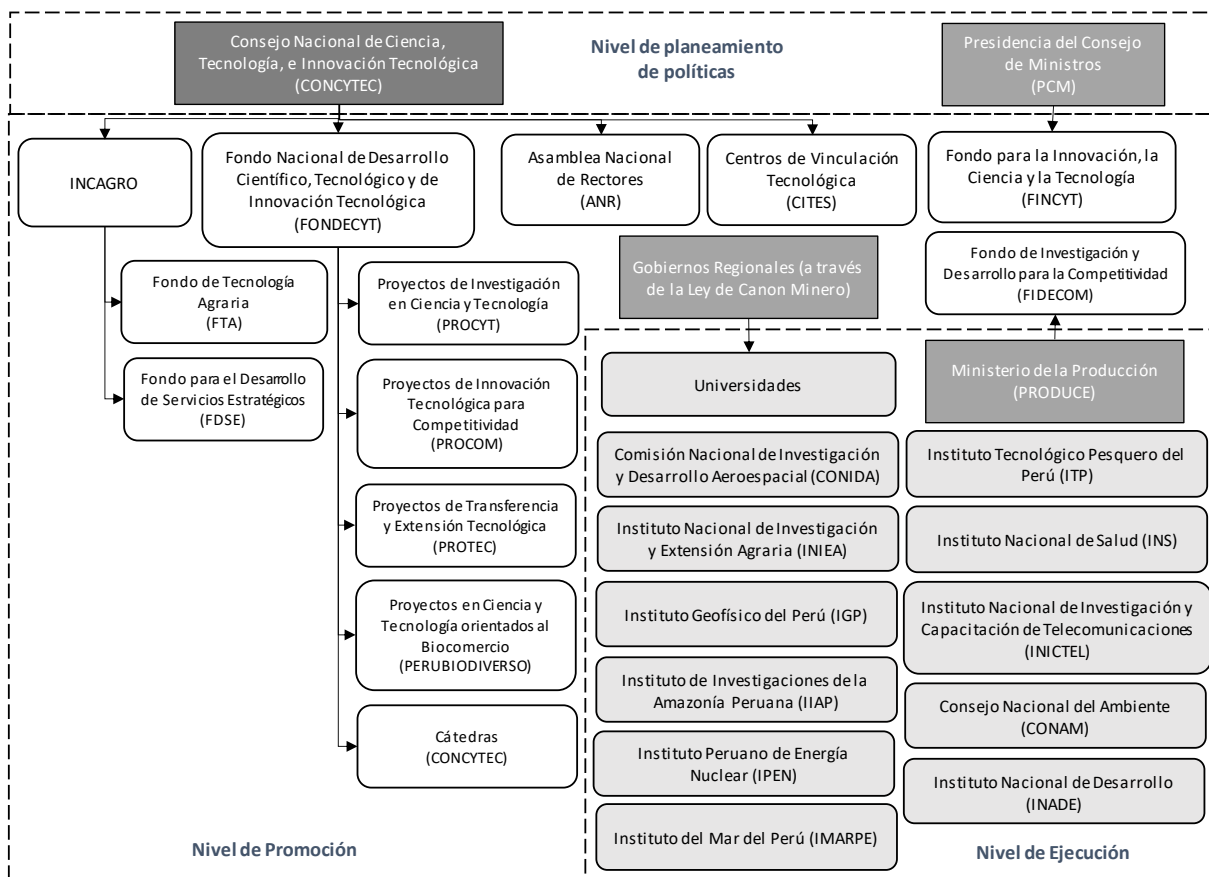 Consejo Nacional de Ciencia,
Tecnología, e Innovación Tecnológica
(CONCYTEC)
Nivel de planeamiento
de políticas
Presidencia del Consejo
de Ministros
(PCM)
INCAGRO
Fondo Nacional de Desarrollo
Científico, Tecnológico y de
Innovación Tecnológica
(FONDECYT)
Asamblea Nacional
de Rectores
(ANR)
Centros de Vinculación
Tecnológica
(CITES)
Fondo para la Innovación, la
Ciencia y la Tecnología
(FINCYT)
Fondo de Tecnología
Agraria
(FTA)
Fondo para el Desarrollo
de Servicios Estratégicos
(FDSE)
Proyectos de Investigación
en Ciencia y Tecnología
(PROCYT)
Proyectos de Innovación
Tecnológica para
Competitividad
(PROCOM)
Proyectos de Transferencia
y Extensión Tecnológica
(PROTEC)
Proyectos en Ciencia y
Tecnología orientados al
Biocomercio
(PERUBIODIVERSO)
Cátedras
(CONCYTEC)
Gobiernos Regionales (a través
de la Ley de Canon Minero)
Fondo de Investigación y
Desarrollo para la Competitividad
(FIDECOM)
Universidades
Ministerio de la Producción
(PRODUCE)
Comisión Nacional de Investigación
y Desarrollo Aeroespacial (CONIDA)
Instituto Tecnológico Pesquero del
Perú (ITP)
Instituto Nacional de Investigación
y Extensión Agraria (INIEA)
Instituto Nacional de Salud (INS)
Instituto Geofísico del Perú (IGP)
Instituto Nacional de Investigación y
Capacitación de Telecomunicaciones
(INICTEL)
Instituto de Investigaciones de la
Amazonía Peruana (IIAP)
Consejo Nacional del Ambiente
(CONAM)
Instituto Peruano de Energía
Nuclear (IPEN)
Instituto Nacional de Desarrollo
(INADE)
Instituto del Mar del Perú (IMARPE)
Nivel de Promoción
Nivel de Ejecución